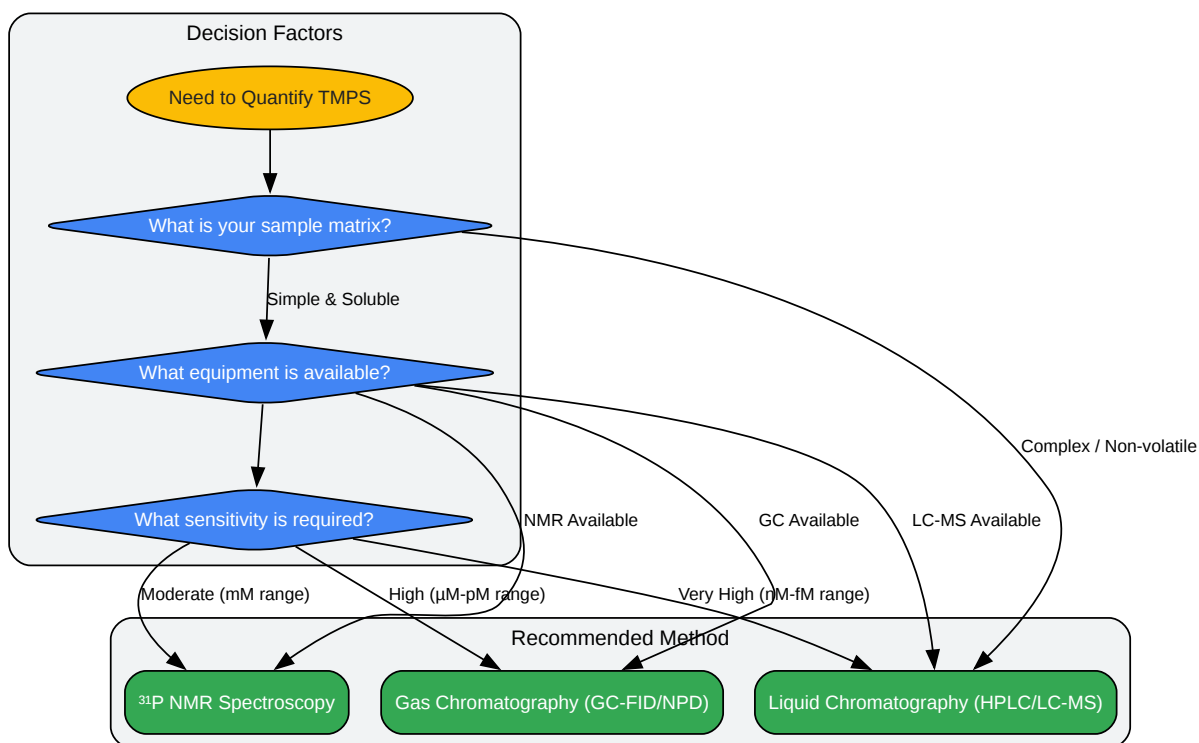 Decision Factors
Need to Quantify TMPS
What is your sample matrix?
Simple & Soluble
What equipment is available?
Complex / Non-volatile
What sensitivity is required?
NMR Available
GC Available
LC-MS Available
Moderate (mM range)
High (µM-pM range)
Very High (nM-fM range)
Recommended Method
³¹P NMR Spectroscopy
Gas Chromatography (GC-FID/NPD)
Liquid Chromatography (HPLC/LC-MS)